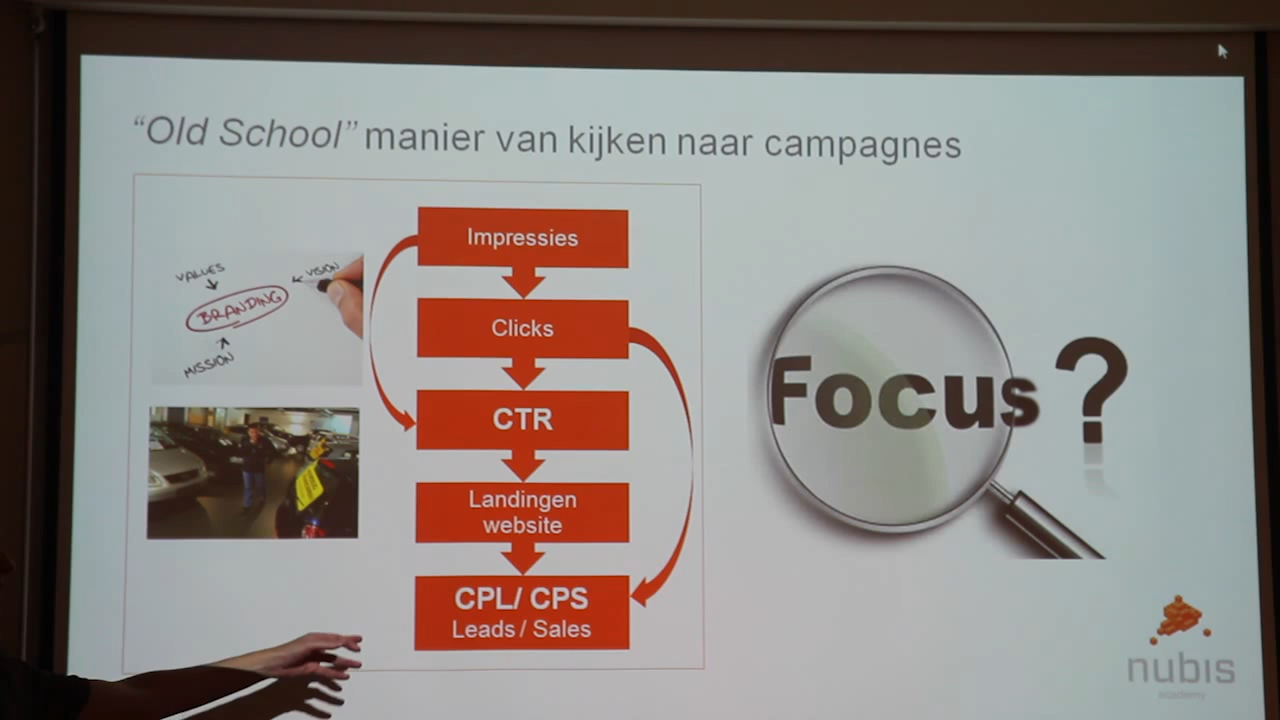 “Old School” manier van kijken naar campagnes
VALUES
VISION
BRANDING
MISSION
Impressies
Clicks
CTR
Landingen
website
CPL/ CPS
Leads / Sales
Focus?
nubis
academy